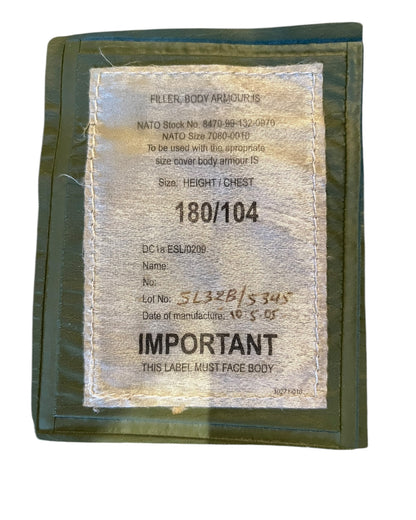 FILLER, BODY ARMOUR IS
NATO Stock No. 8470-99-132-0970
NATO Size 7080-0010
To be used with the apropriate
size cover body armour IS
Size: HEIGHT / CHEST
180/104
DC1a ESL/0209
Name:
No:
Lot No: SL32B/5345
Date of manufacture: 10.5.05
IMPORTANT
THIS LABEL MUST FACE BODY